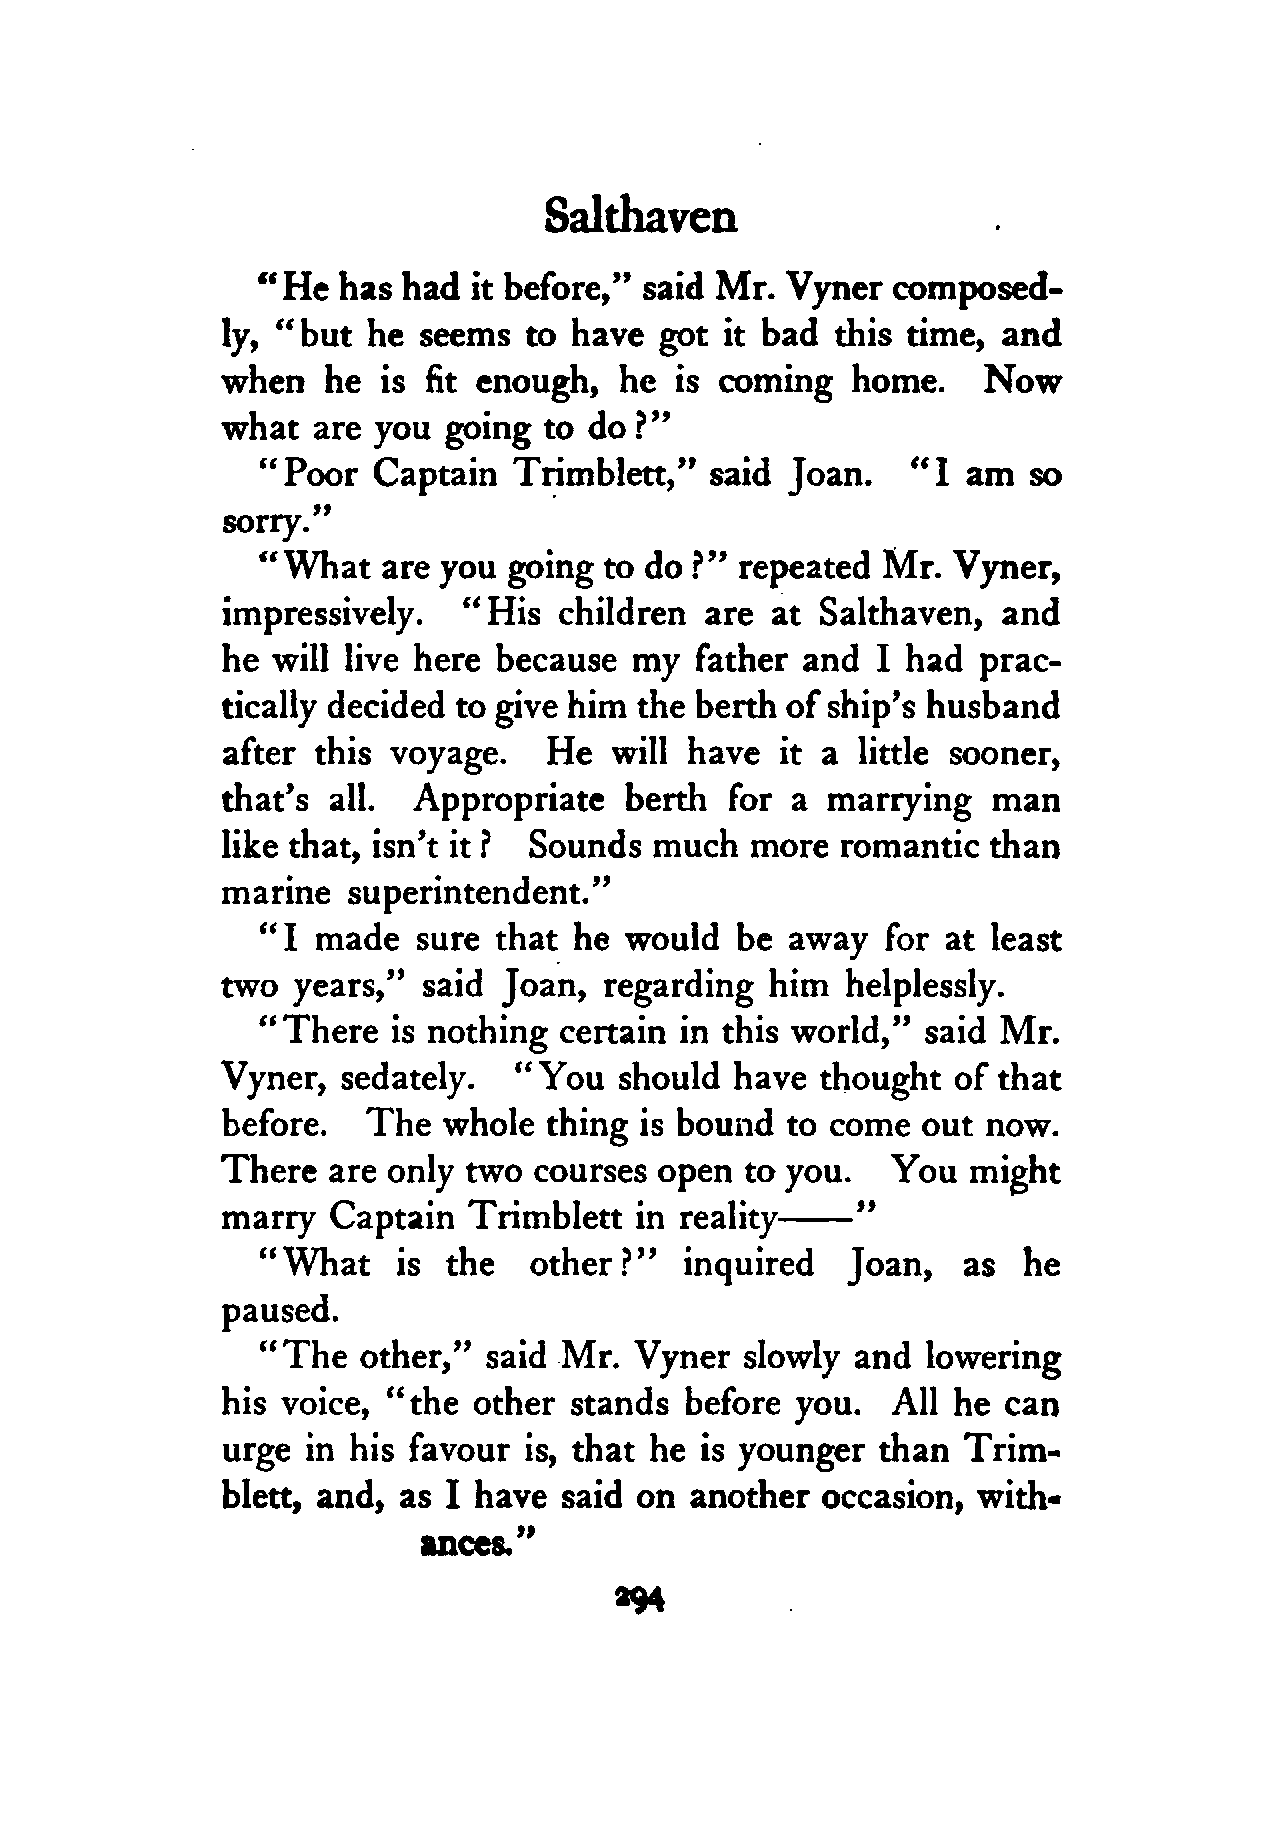 Salthaven
“He has had it before,” said Mr. Vyner composed-
ly, “but he seems to have got it bad this time, and
when he is fit enough, he is coming home. Now
what are you going to do?”
“Poor Captain Trimblett,” said Joan. “I am so
sorry.”
“What are you going to do?” repeated Mr. Vyner,
impressively. “His children are at Salthaven, and
he will live here because my father and I had prac-
tically decided to give him the berth of ship’s husband
after this voyage. He will have it a little sooner,
that’s all. Appropriate berth for a marrying man
like that, isn’t it? Sounds much more romantic than
marine superintendent.”
“I made sure that he would be away for at least
two years,” said Joan, regarding him helplessly.
“There is nothing certain in this world,” said Mr.
Vyner, sedately. “You should have thought of that
before. The whole thing is bound to come out now.
There are only two courses open to you. You might
marry Captain Trimblett in reality——”
“What is the other?” inquired Joan, as he
paused.
“The other,” said Mr. Vyner slowly and lowering
his voice, “the other stands before you. All he can
urge in his favour is, that he is younger than Trim-
blett, and, as I have said on another occasion, with-
ances.”
294